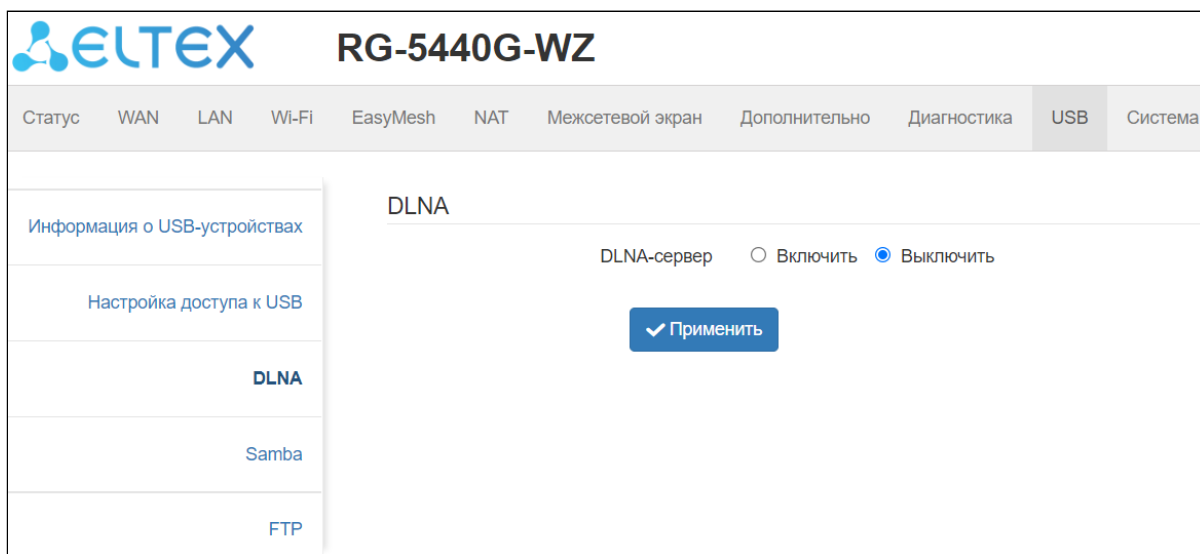 ELTEX RG-5440G-WZ
Статус WAN LAN Wi-Fi EasyMesh NAT Межсетевой экран Дополнительно Диагностика USB Система
Информация о USB-устройствах
Настройка доступа к USB
DLNA
Samba
FTP
DLNA
DLNA-сервер Включить Выключить
Применить